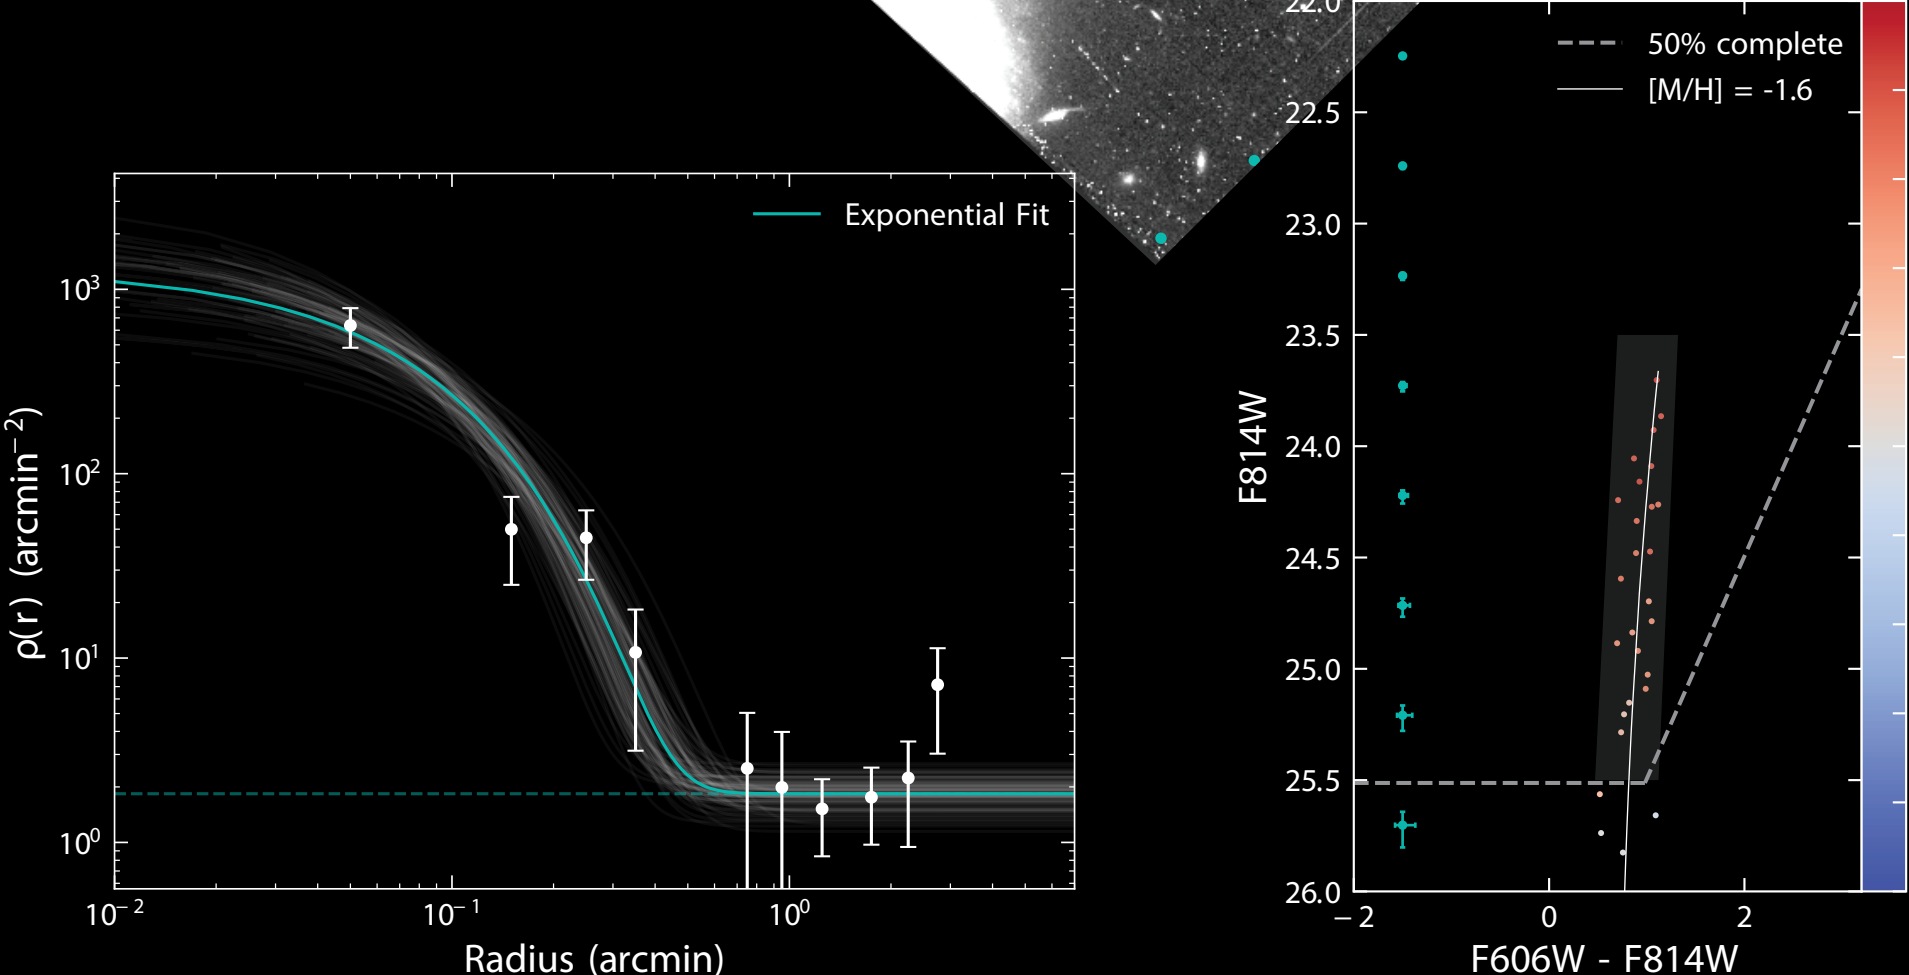 Exponential Fit
10³
10²
10¹
10⁰
ρ(r) (arcmin⁻²)
10⁻²
10⁻¹
10⁰
Radius (arcmin)
22.0
50% complete
[M/H] = -1.6
22.5
23.0
23.5
24.0
24.5
25.0
25.5
26.0
F814W
−2
0
2
F606W - F814W